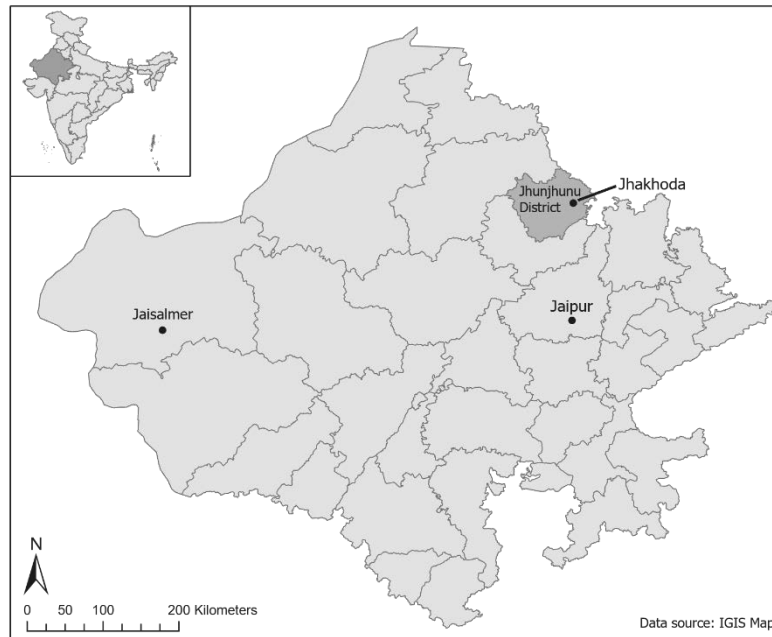 Jhunjhunu
District
Jhakhoda
Jaisalmer
Jaipur
N
0 50 100 200 Kilometers
Data source: IGIS Map